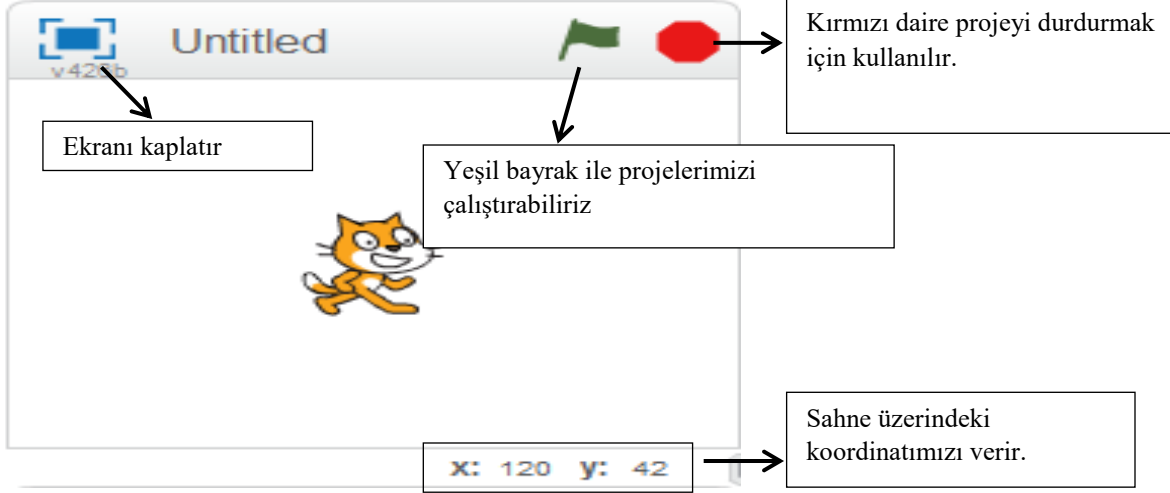 Untitled
v426b
Kırmızı daire projeyi durdurmak
için kullanılır.
Ekranı kaplatır
Yeşil bayrak ile projelerimizi
çalıştırabiliriz
Sahne üzerindeki
koordinatımızı verir.
x: 120 y: 42